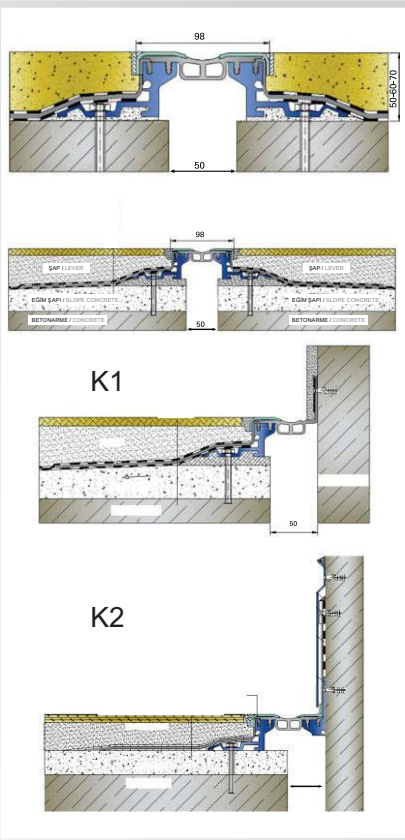 98
50-60-70
50
98
ŞAP / LEVER
ŞAP / LEVER
EĞİM ŞAPI / SLOPE CONCRETE
EĞİM ŞAPI / SLOPE CONCRETE
BETONARME / CONCRETE
50
BETONARME / CONCRETE
K1
50
K2